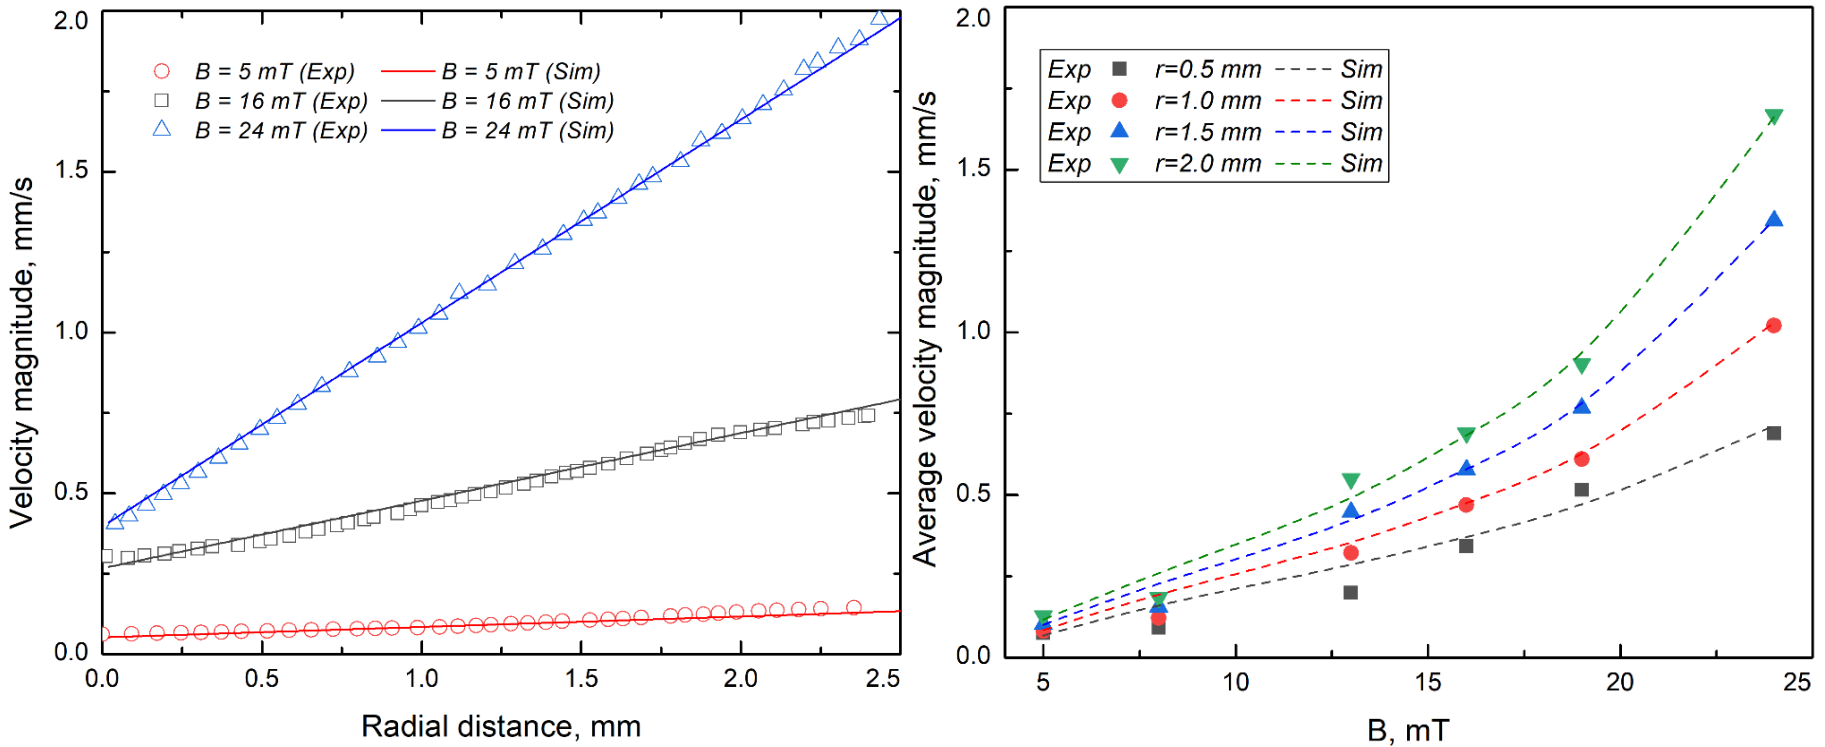 Velocity magnitude, mm/s
2.0
1.5
1.0
0.5
0.0
B = 5 mT (Exp) B = 5 mT (Sim)
B = 16 mT (Exp) B = 16 mT (Sim)
B = 24 mT (Exp) B = 24 mT (Sim)
0.0 0.5 1.0 1.5 2.0 2.5
Radial distance, mm
Average velocity magnitude, mm/s
2.0
1.5
1.0
0.5
0.0
Exp r=0.5 mm Sim
Exp r=1.0 mm Sim
Exp r=1.5 mm Sim
Exp r=2.0 mm Sim
5 10 15 20 25
B, mT